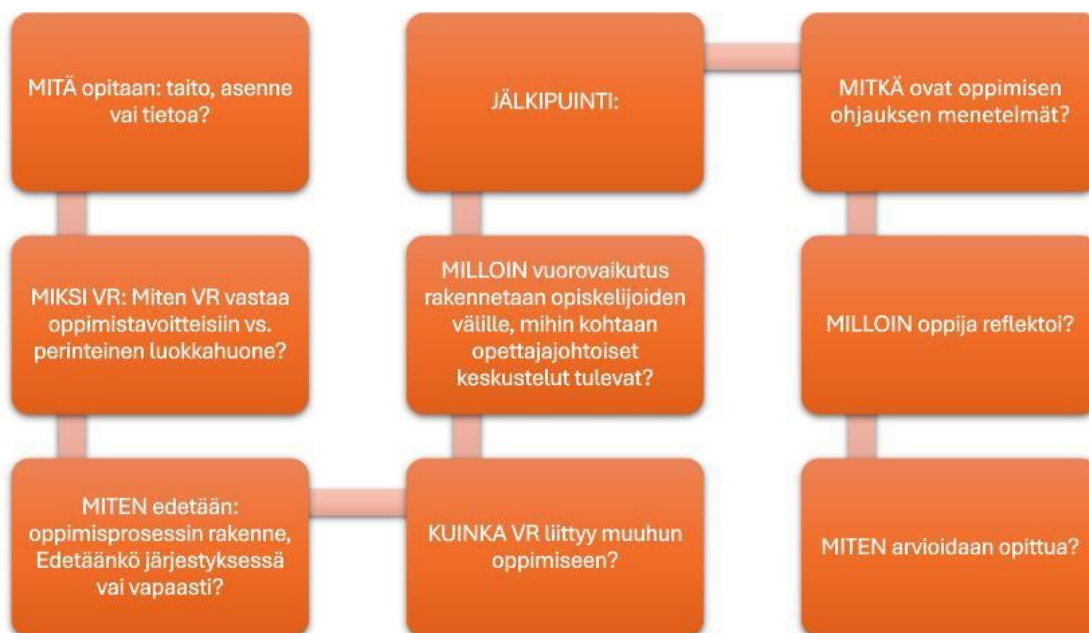 MITÄ opitaan: taito, asenne
vai tietoa?
MIKSI VR: Miten VR vastaa
oppimistavoitteisiin vs.
perinteinen luokkahuone?
MITEN edetään:
oppimisprosessin rakenne,
Edetäänkö järjestyksessä
vai vapaasti?
KUINKA VR liittyy muuhun
oppimiseen?
MILLOIN vuorovaikutus
rakennetaan opiskelijoiden
välille, mihin kohtaan
opettajajohtoiset
keskustelut tulevat?
JÄLKIPUINTI:
MITKÄ ovat oppimisen
ohjauksen menetelmät?
MILLOIN oppija reflektoi?
MITEN arvioidaan opittua?